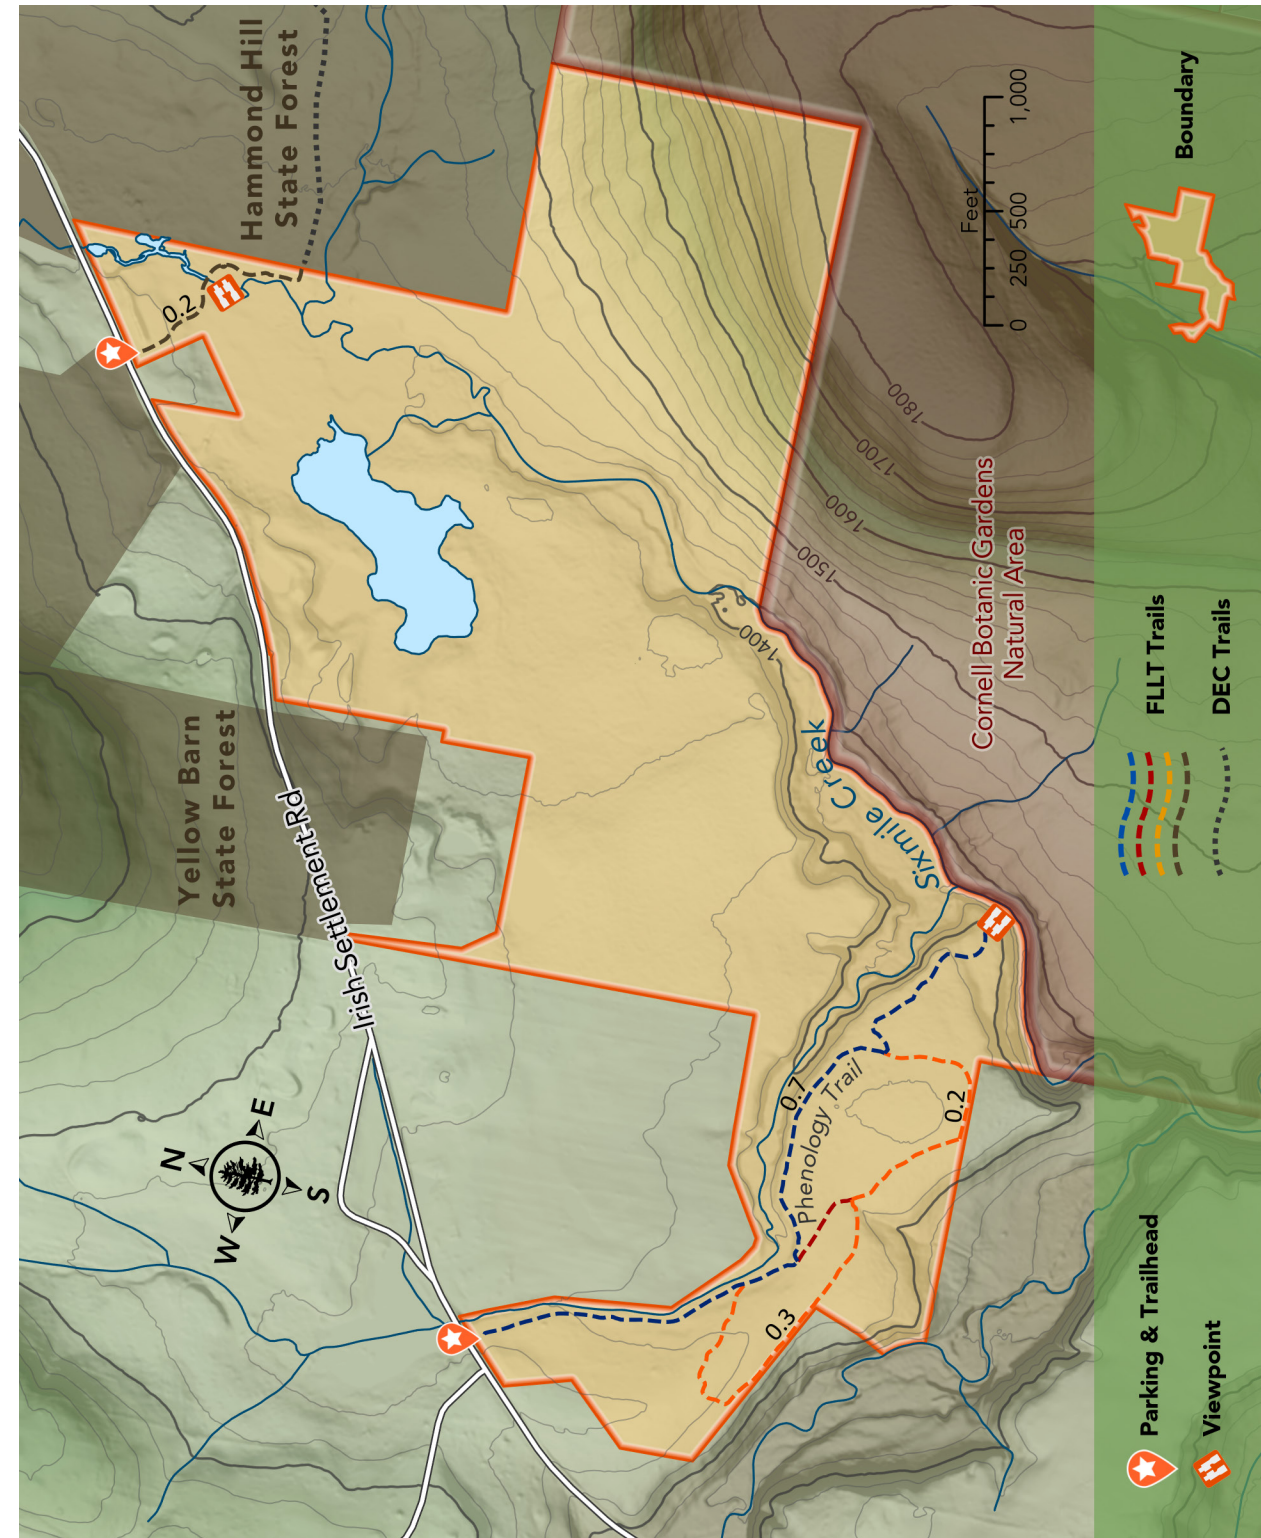 Hammond Hill
State Forest
0.2
Yellow Barn
State Forest
Irish-Settlement-Rd
N
E
S
W
1400
1500
1600
1700
1800
Sixmile Creek
Cornell Botanic Gardens
Natural Area
Phenology Trail
0.7
0.2
0.3
Feet
0
250
500
1,000
Parking & Trailhead
Viewpoint
FLLT Trails
DEC Trails
Boundary